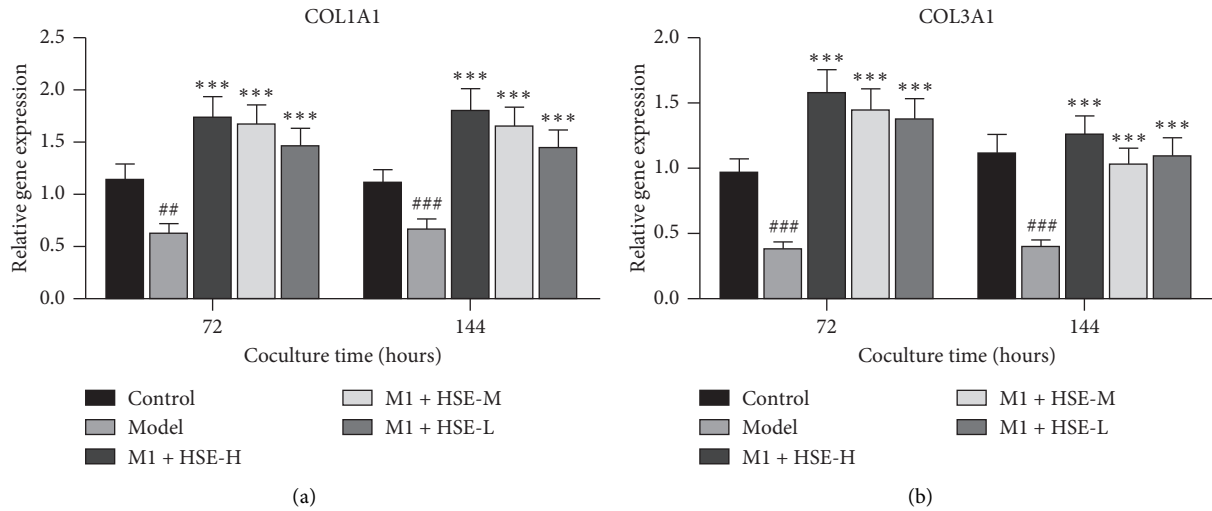 COL1A1
2.5
2.0
1.5
1.0
0.5
0.0
Relative gene expression
## *** *** ***
### *** *** ***
72 144
Coculture time (hours)
Control
Model
M1 + HSE-H
M1 + HSE-M
M1 + HSE-L
(a)
COL3A1
2.0
1.5
1.0
0.5
0.0
Relative gene expression
### *** *** ***
### *** *** ***
72 144
Coculture time (hours)
Control
Model
M1 + HSE-H
M1 + HSE-M
M1 + HSE-L
(b)